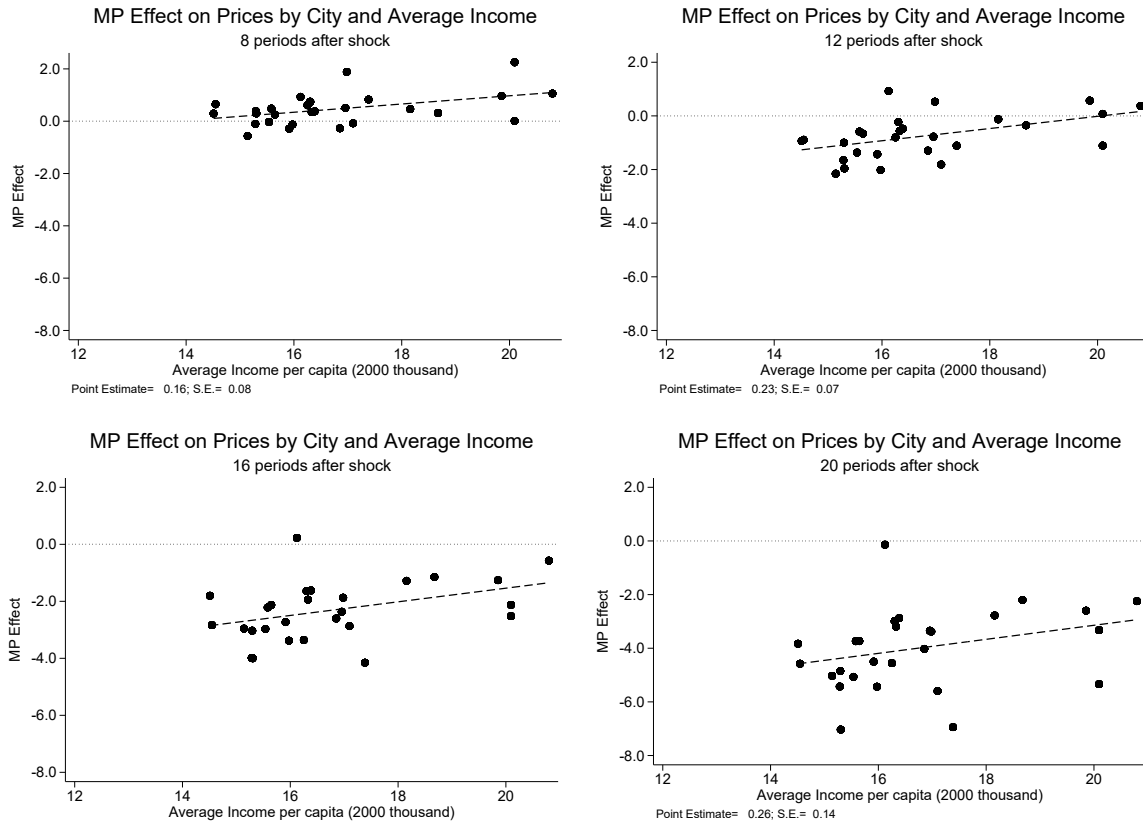 MP Effect on Prices by City and Average Income
8 periods after shock
2.0
0.0
-2.0
-4.0
-6.0
-8.0
MP Effect
12 14 16 18 20
Average Income per capita (2000 thousand)
Point Estimate= 0.16; S.E.= 0.08
MP Effect on Prices by City and Average Income
12 periods after shock
2.0
0.0
-2.0
-4.0
-6.0
-8.0
MP Effect
12 14 16 18 20
Average Income per capita (2000 thousand)
Point Estimate= 0.23; S.E.= 0.07
MP Effect on Prices by City and Average Income
16 periods after shock
2.0
0.0
-2.0
-4.0
-6.0
-8.0
MP Effect
12 14 16 18 20
Average Income per capita (2000 thousand)
MP Effect on Prices by City and Average Income
20 periods after shock
2.0
0.0
-2.0
-4.0
-6.0
-8.0
MP Effect
12 14 16 18 20
Average Income per capita (2000 thousand)
Point Estimate= 0.26; S.E.= 0.14